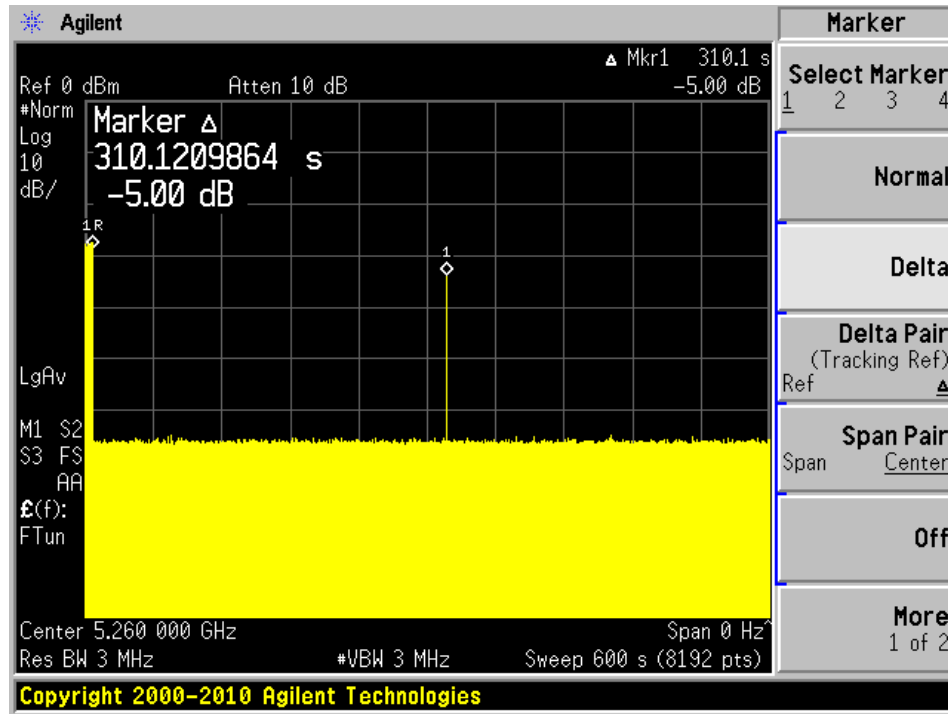 Agilent
Marker
Δ Mkr1 310.1 s
Ref 0 dBm Atten 10 dB -5.00 dB
#Norm
Log
10
dB/
Marker Δ
310.1209864 s
-5.00 dB
1R
1
LgAv
M1 S2
S3 FS
AA
£(f):
FTun
Center 5.260 000 GHz Span 0 Hz^
Res BW 3 MHz #VBW 3 MHz Sweep 600 s (8192 pts)
Copyright 2000-2010 Agilent Technologies
Select Marker
1 2 3 4
Normal
Delta
Delta Pair
(Tracking Ref)
Ref Δ
Span Pair
Span Center
Off
More
1 of 2